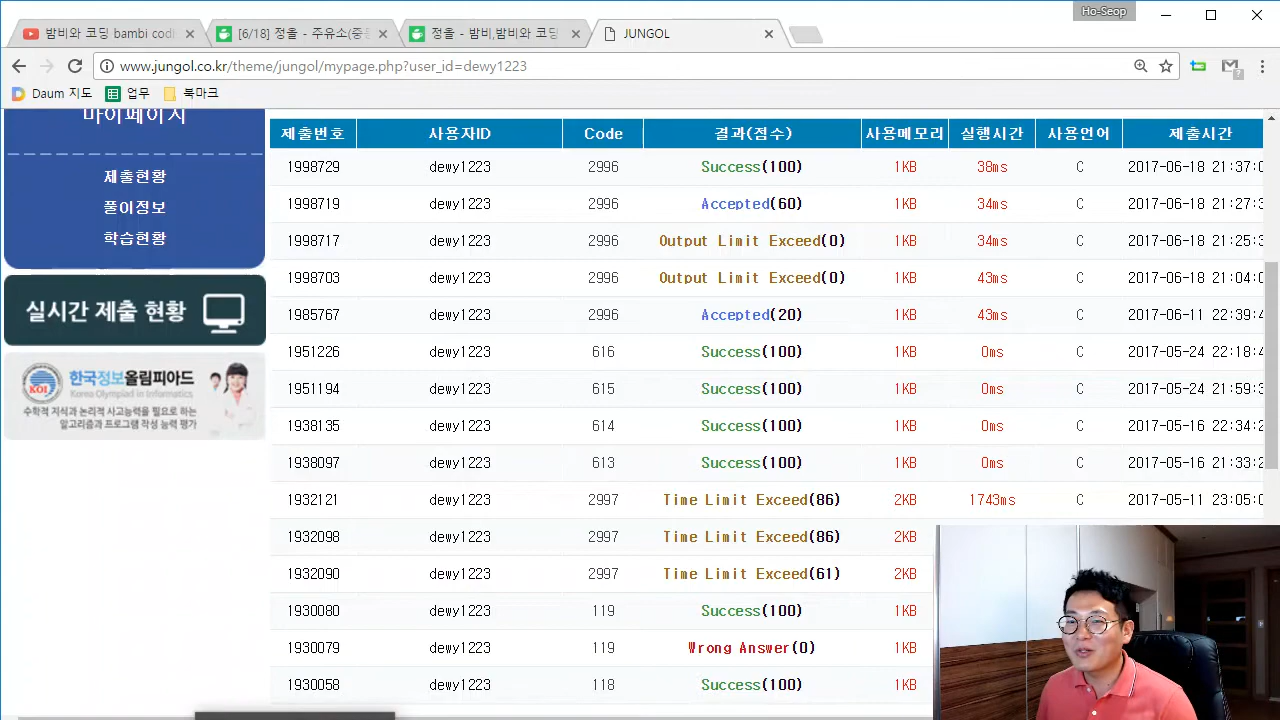 Ho-Seop
밤비와 코딩 bambi codi
[6/18] 정올 - 주유소(중등
정올 - 밤비,밤비와 코딩
JUNGOL
www.jungol.co.kr/theme/jungol/mypage.php?user_id=dewy1223
Daum 지도 업무 북마크
마이페이지
제출현황
풀이정보
학습현황
실시간 제출 현황
KOI 한국정보올림피아드
Korea Olympiad in Informatics
수학적 지식과 논리적 사고능력을 필요로 하는
알고리즘과 프로그램 작성 능력 평가
제출번호 사용자ID Code 결과(점수) 사용메모리 실행시간 사용언어 제출시간
1998729 dewy1223 2996 Success(100) 1KB 38ms C 2017-06-18 21:37:0
1998719 dewy1223 2996 Accepted(60) 1KB 34ms C 2017-06-18 21:27:3
1998717 dewy1223 2996 Output Limit Exceed(0) 1KB 34ms C 2017-06-18 21:25:3
1998703 dewy1223 2996 Output Limit Exceed(0) 1KB 43ms C 2017-06-18 21:04:0
1985767 dewy1223 2996 Accepted(20) 1KB 43ms C 2017-06-11 22:39:4
1951226 dewy1223 616 Success(100) 1KB 0ms C 2017-05-24 22:18:4
1951194 dewy1223 615 Success(100) 1KB 0ms C 2017-05-24 21:59:3
1938135 dewy1223 614 Success(100) 1KB 0ms C 2017-05-16 22:34:2
1938097 dewy1223 613 Success(100) 1KB 0ms C 2017-05-16 21:33:2
1932121 dewy1223 2997 Time Limit Exceed(86) 2KB 1743ms C 2017-05-11 23:05:0
1932098 dewy1223 2997 Time Limit Exceed(86) 2KB
1932090 dewy1223 2997 Time Limit Exceed(61) 2KB
1930080 dewy1223 119 Success(100) 1KB
1930079 dewy1223 119 Wrong Answer(0) 1KB
1930058 dewy1223 118 Success(100) 1KB